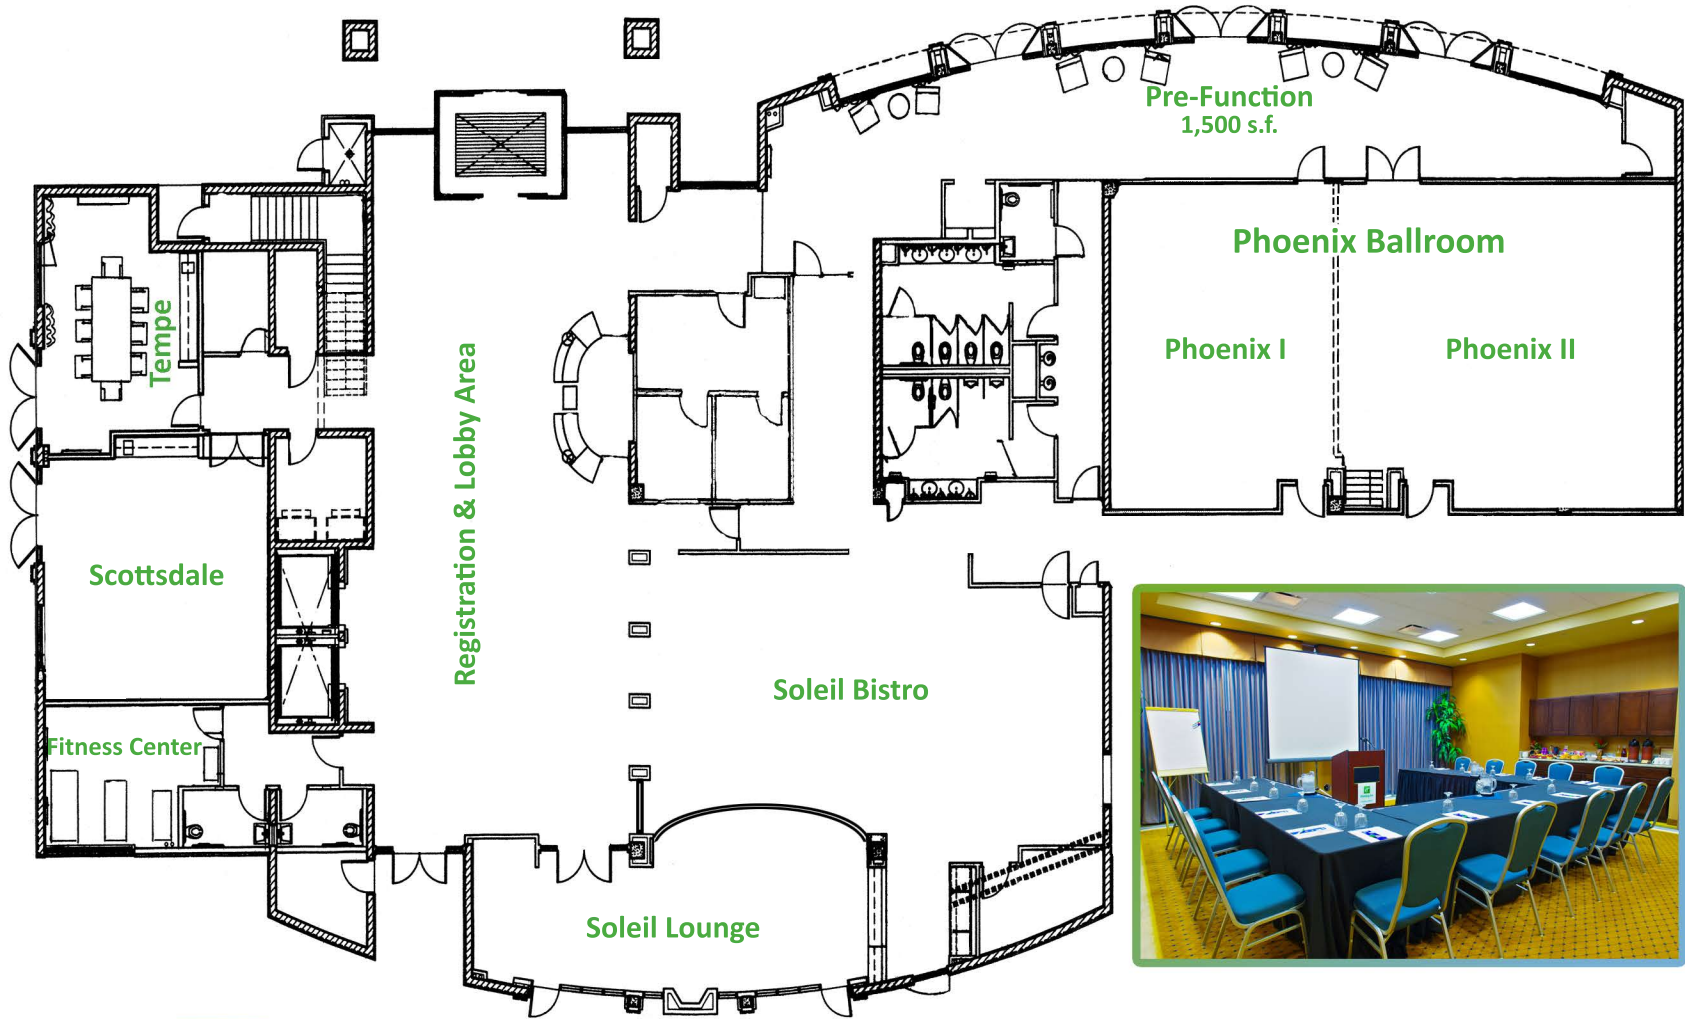 Pre-Function
1,500 s.f.
Phoenix Ballroom
Phoenix I
Phoenix II
Tempe
Registration & Lobby Area
Scottsdale
Soleil Bistro
Fitness Center
Soleil Lounge